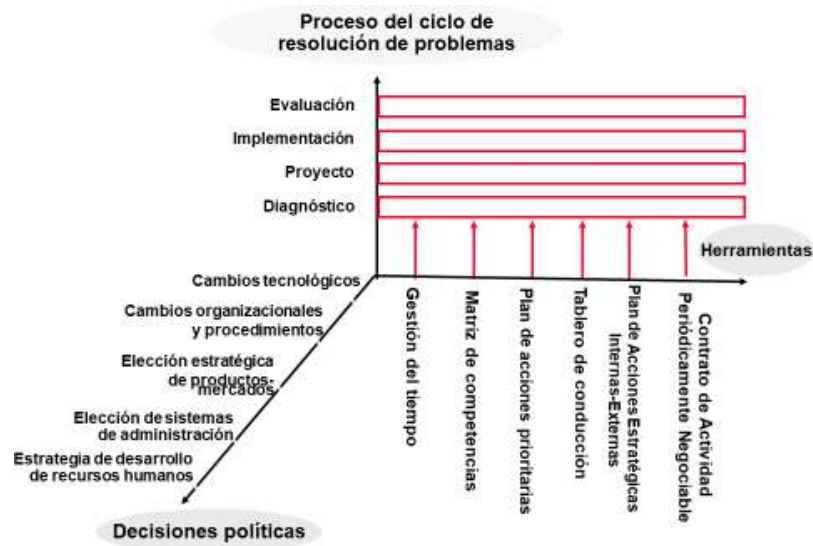 Proceso del ciclo de
resolución de problemas
Evaluación
Implementación
Proyecto
Diagnóstico
Herramientas
Cambios tecnológicos
Cambios organizacionales
y procedimientos
Elección estratégica
de productos-
mercados
Elección de sistemas
de administración
Estrategia de desarrollo
de recursos humanos
Decisiones políticas
Gestión del tiempo
Matriz de competencias
Plan de acciones prioritarias
Tablero de conducción
Plan de Acciones Estratégicas
Internas-Externas
Contrato de Actividad
Periódicamente Negociable